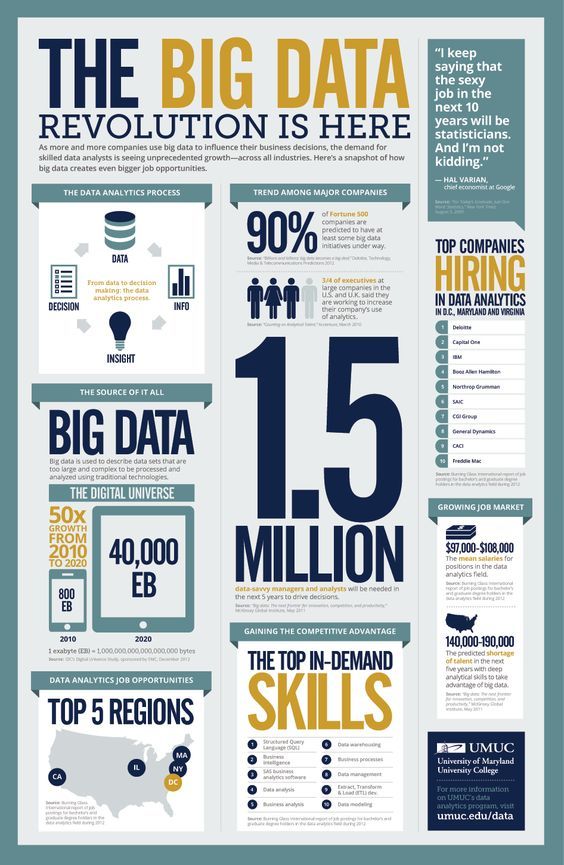 THE BIG DATA
REVOLUTION IS HERE
As more and more companies use big data to influence their business decisions, the demand for
skilled data analysts is seeing unprecedented growth—across all industries. Here's a snapshot of how
big data creates even bigger job opportunities.
"I keep
saying that
the sexy
job in the
next 10
years will be
statisticians.
And I'm not
kidding."
— HAL VARIAN,
chief economist at Google
THE DATA ANALYTICS PROCESS
DATA
DECISION
From data to decision
making: the data
analytics process.
INFO
INSIGHT
THE SOURCE OF IT ALL
BIG DATA
Big data is used to describe data sets that are
too large and complex to be processed and
analyzed using traditional technologies.
THE DIGITAL UNIVERSE
50x
GROWTH
FROM
2010
TO 2020
800
EB
40,000
EB
2010
2020
1 exabyte (EB) = 1,000,000,000,000,000,000 bytes
Source: IDC's Digital Universe Study, sponsored by EMC, December 2012
DATA ANALYTICS JOB OPPORTUNITIES
TOP 5 REGIONS
CA
IL
MA
NY
DC
Source: Burning Glass
International report of job
postings for bachelor's
and graduate degree
holders in the data
analytics field during 2012
TREND AMONG MAJOR COMPANIES
90%
of Fortune 500
companies are
predicted to have at
least some big data
initiatives under way.
Source: "Billions and billions: big data becomes a big deal" Deloitte, Technology,
Media & Telecommunications Predictions 2012
3/4 of executives at
large companies in the
U.S. and U.K. said they
are working to increase
their company's use
of analytics.
Source: "Counting on Analytical Talent," Accenture, March 2010
1.5
MILLION
data-savvy managers and analysts will be needed in
the next 5 years to drive decisions.
Source: "Big data: The next frontier for innovation, competition, and productivity,"
McKinsey Global Institute, May 2011
GAINING THE COMPETITIVE ADVANTAGE
THE TOP IN-DEMAND
SKILLS
1 Structured Query
Language (SQL)
2 Business
intelligence
3 SAS business
analytics software
4 Data analysis
5 Business analysis
6 Data warehousing
7 Business processes
8 Data management
9 Extract, Transform
& Load (ETL) dev.
10 Data modeling
Source: Burning Glass International report of job postings for bachelor's and
graduate degree holders in the data analytics field during 2012
TOP COMPANIES
HIRING
IN DATA ANALYTICS
IN D.C., MARYLAND AND VIRGINIA
1 Deloitte
2 Capital One
3 IBM
4 Booz Allen Hamilton
5 Northrop Grumman
6 SAIC
7 CGI Group
8 General Dynamics
9 CACI
10 Freddie Mac
Source: Burning Glass International report of job
postings for bachelor's and graduate degree
holders in the data analytics field during 2012
GROWING JOB MARKET
$97,000-$108,000
The mean salaries for
positions in the data
analytics field.
Source: Burning Glass International
report of job postings for bachelor's
and graduate degree holders in the
data analytics field during 2012
140,000-190,000
The predicted shortage
of talent in the next
five years with deep
analytical skills to take
advantage of big data.
Source: "Big data: The next frontier
for innovation, competition, and
productivity," McKinsey Global
Institute, May 2011
UMUC
University of Maryland
University College
For more information
on UMUC's data
analytics program, visit
umuc.edu/data